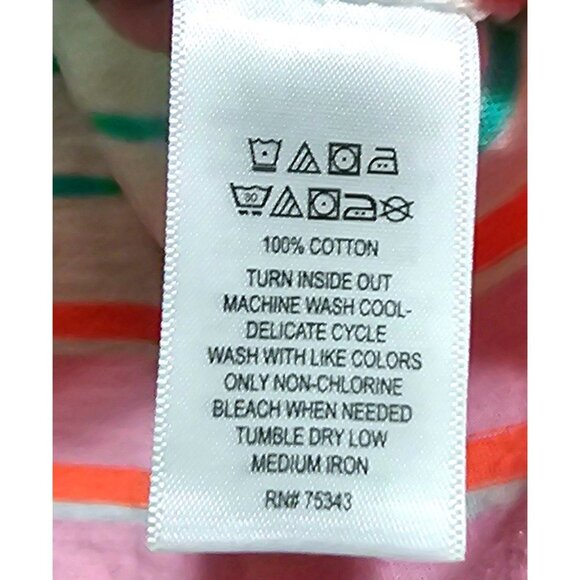 30
100% COTTON
TURN INSIDE OUT
MACHINE WASH COOL-
DELICATE CYCLE
WASH WITH LIKE COLORS
ONLY NON-CHLORINE
BLEACH WHEN NEEDED
TUMBLE DRY LOW
MEDIUM IRON
RN# 75343